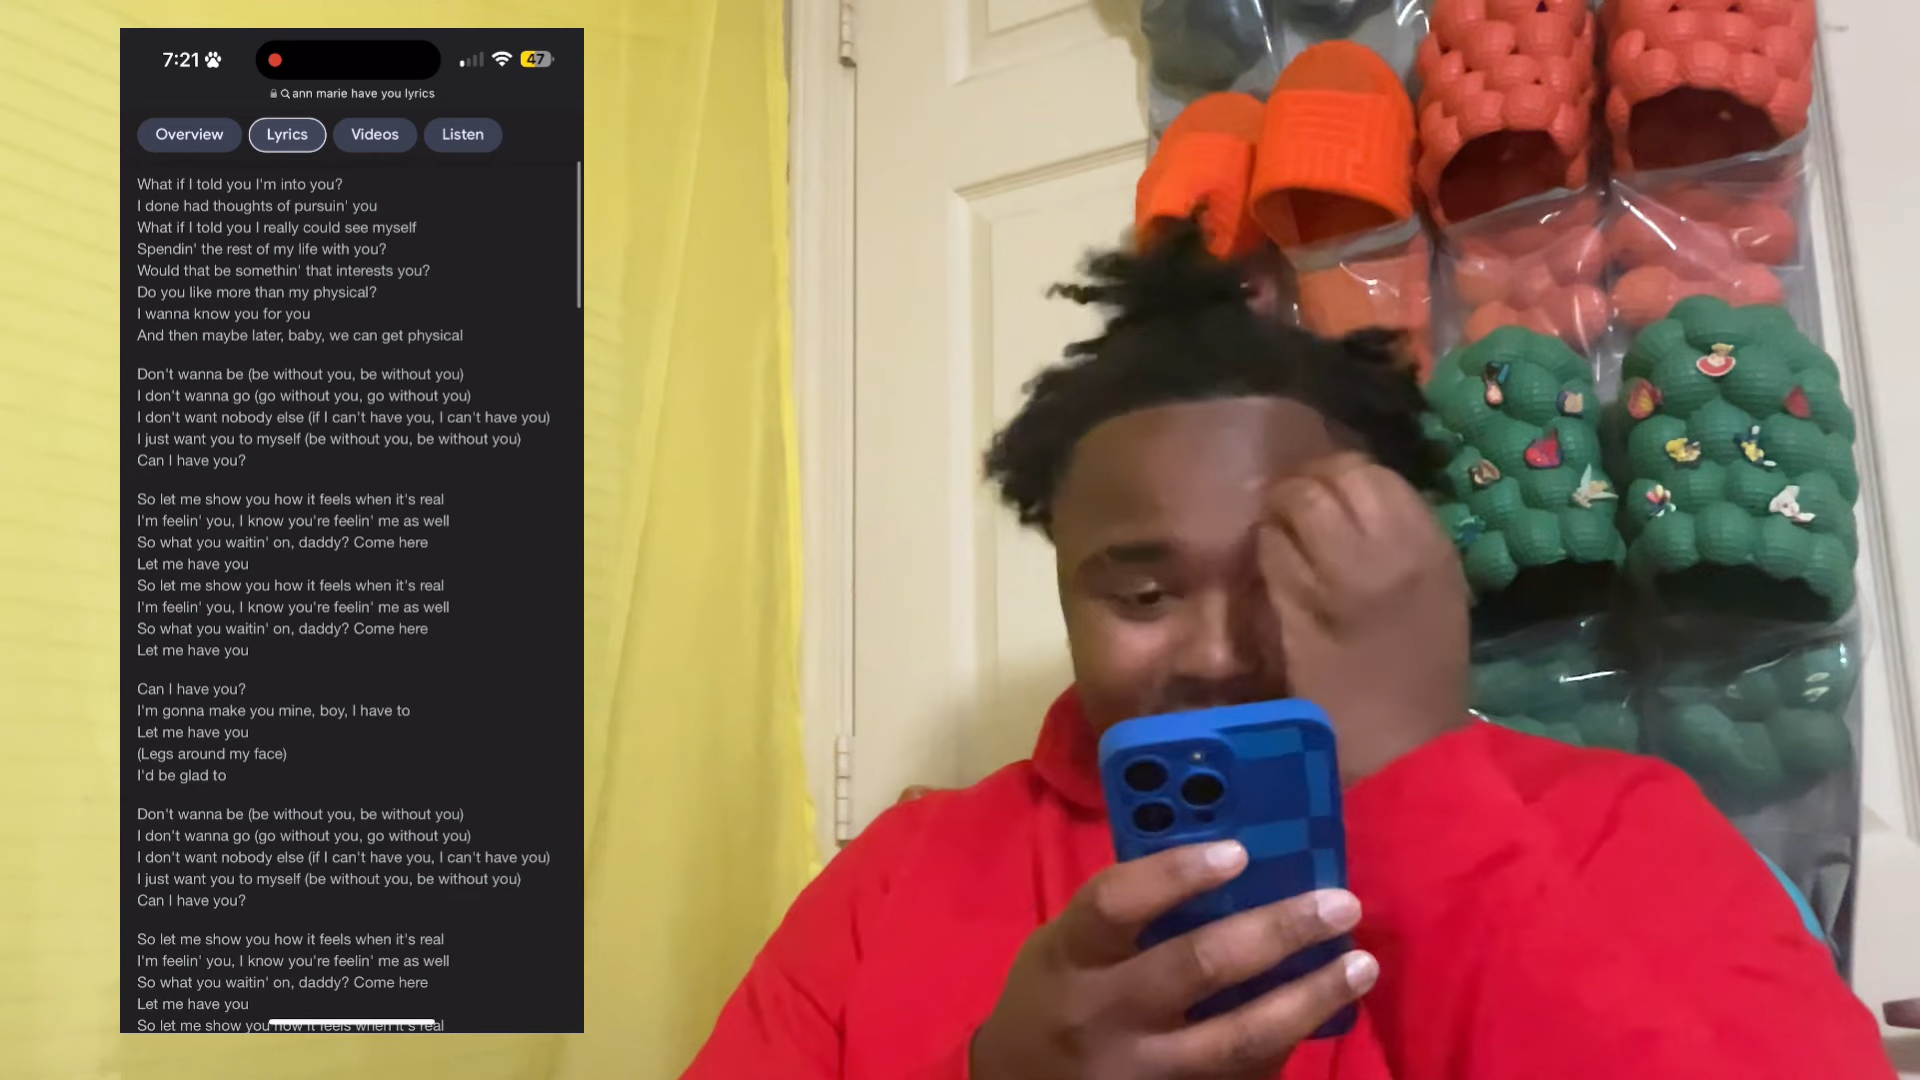 7:21
47
ann marie have you lyrics
Overview
Lyrics
Videos
Listen
What if I told you I'm into you?
I done had thoughts of pursuin' you
What if I told you I really could see myself
Spendin' the rest of my life with you?
Would that be somethin' that interests you?
Do you like more than my physical?
I wanna know you for you
And then maybe later, baby, we can get physical
Don't wanna be (be without you, be without you)
I don't wanna go (go without you, go without you)
I don't want nobody else (if I can't have you, I can't have you)
I just want you to myself (be without you, be without you)
Can I have you?
So let me show you how it feels when it's real
I'm feelin' you, I know you're feelin' me as well
So what you waitin' on, daddy? Come here
Let me have you
So let me show you how it feels when it's real
I'm feelin' you, I know you're feelin' me as well
So what you waitin' on, daddy? Come here
Let me have you
Can I have you?
I'm gonna make you mine, boy, I have to
Let me have you
(Legs around my face)
I'd be glad to
Don't wanna be (be without you, be without you)
I don't wanna go (go without you, go without you)
I don't want nobody else (if I can't have you, I can't have you)
I just want you to myself (be without you, be without you)
Can I have you?
So let me show you how it feels when it's real
I'm feelin' you, I know you're feelin' me as well
So what you waitin' on, daddy? Come here
Let me have you
So let me show you how it feels when it's real